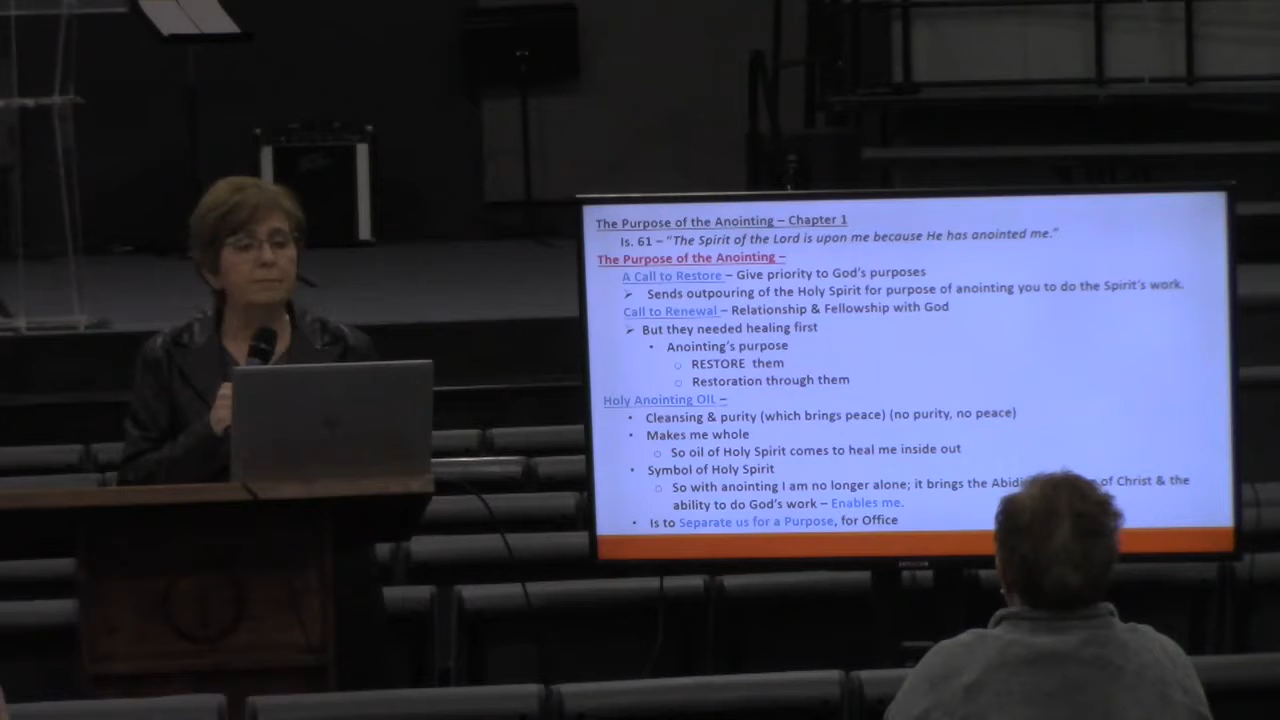 The Purpose of the Anointing – Chapter 1
Is. 61 – “The Spirit of the Lord is upon me because He has anointed me.”
The Purpose of the Anointing –
A Call to Restore – Give priority to God’s purposes
➢ Sends outpouring of the Holy Spirit for purpose of anointing you to do the Spirit’s work.
Call to Renewal – Relationship & Fellowship with God
➢ But they needed healing first
• Anointing’s purpose
○ RESTORE them
○ Restoration through them
Holy Anointing OIL –
• Cleansing & purity (which brings peace) (no purity, no peace)
• Makes me whole
○ So oil of Holy Spirit comes to heal me inside out
• Symbol of Holy Spirit
○ So with anointing I am no longer alone; it brings the of Christ & the
ability to do God’s work – Enables me.
• Is to Separate us for a Purpose, for Office